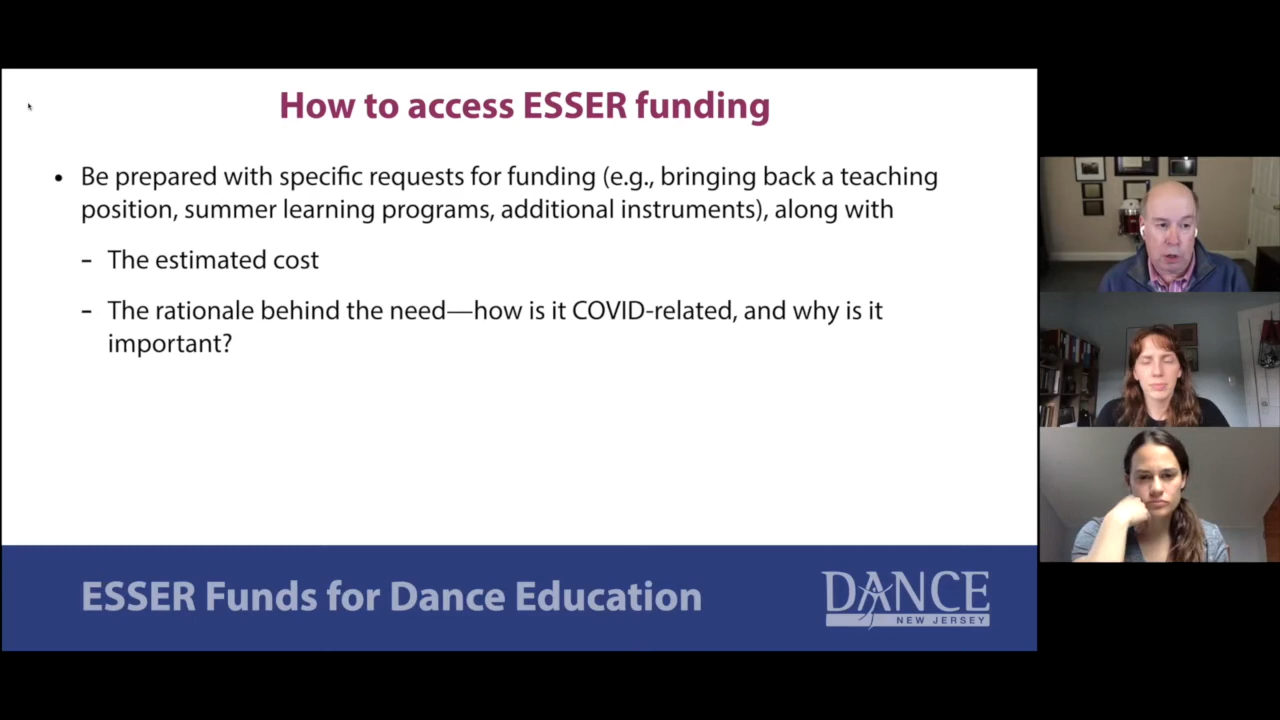 How to access ESSER funding
• Be prepared with specific requests for funding (e.g., bringing back a teaching
position, summer learning programs, additional instruments), along with
– The estimated cost
– The rationale behind the need—how is it COVID-related, and why is it
important?
ESSER Funds for Dance Education
DANCE
NEW JERSEY